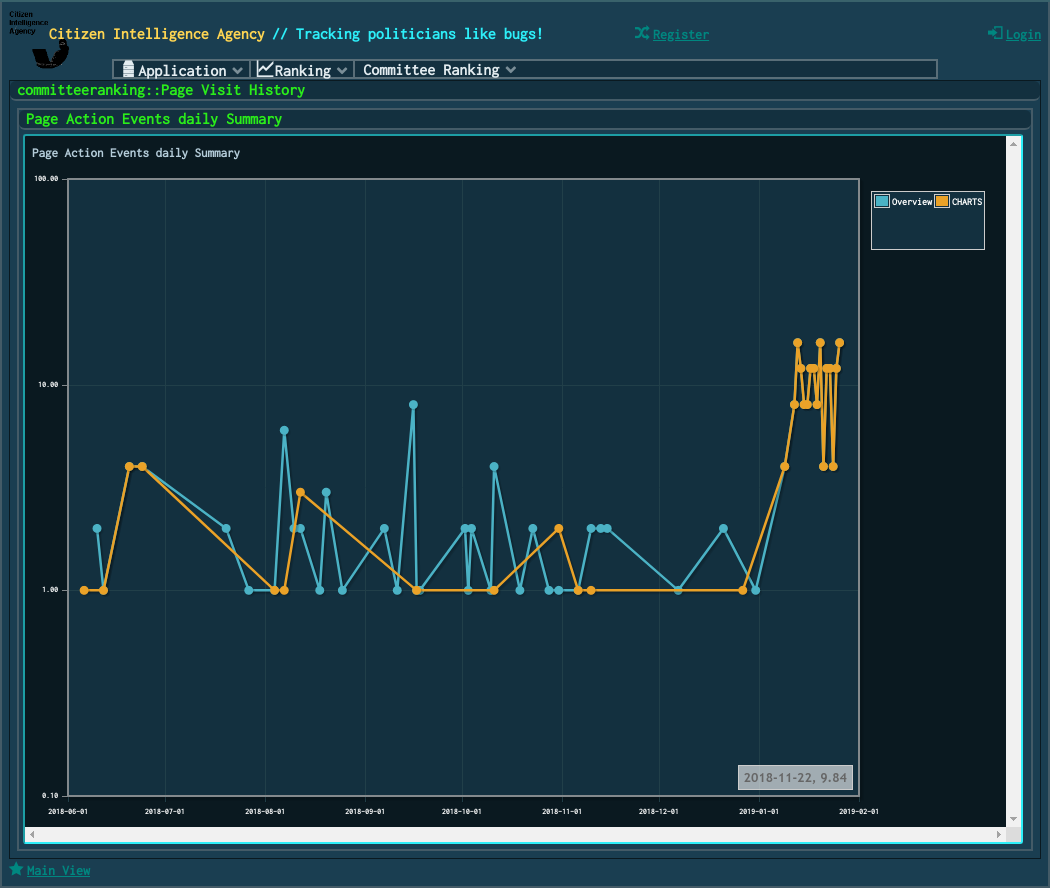 Citizen
Intelligence
Agency
Citizen Intelligence Agency // Tracking politicians like bugs!
Register
Login
Application
Ranking
Committee Ranking
committeeranking::Page Visit History
Page Action Events daily Summary
Page Action Events daily Summary
100.00
10.00
1.00
0.10
Overview CHARTS
2018-11-22, 9.84
2018-06-01 2018-07-01 2018-08-01 2018-09-01 2018-10-01 2018-11-01 2018-12-01 2019-01-01 2019-02-01
Main View